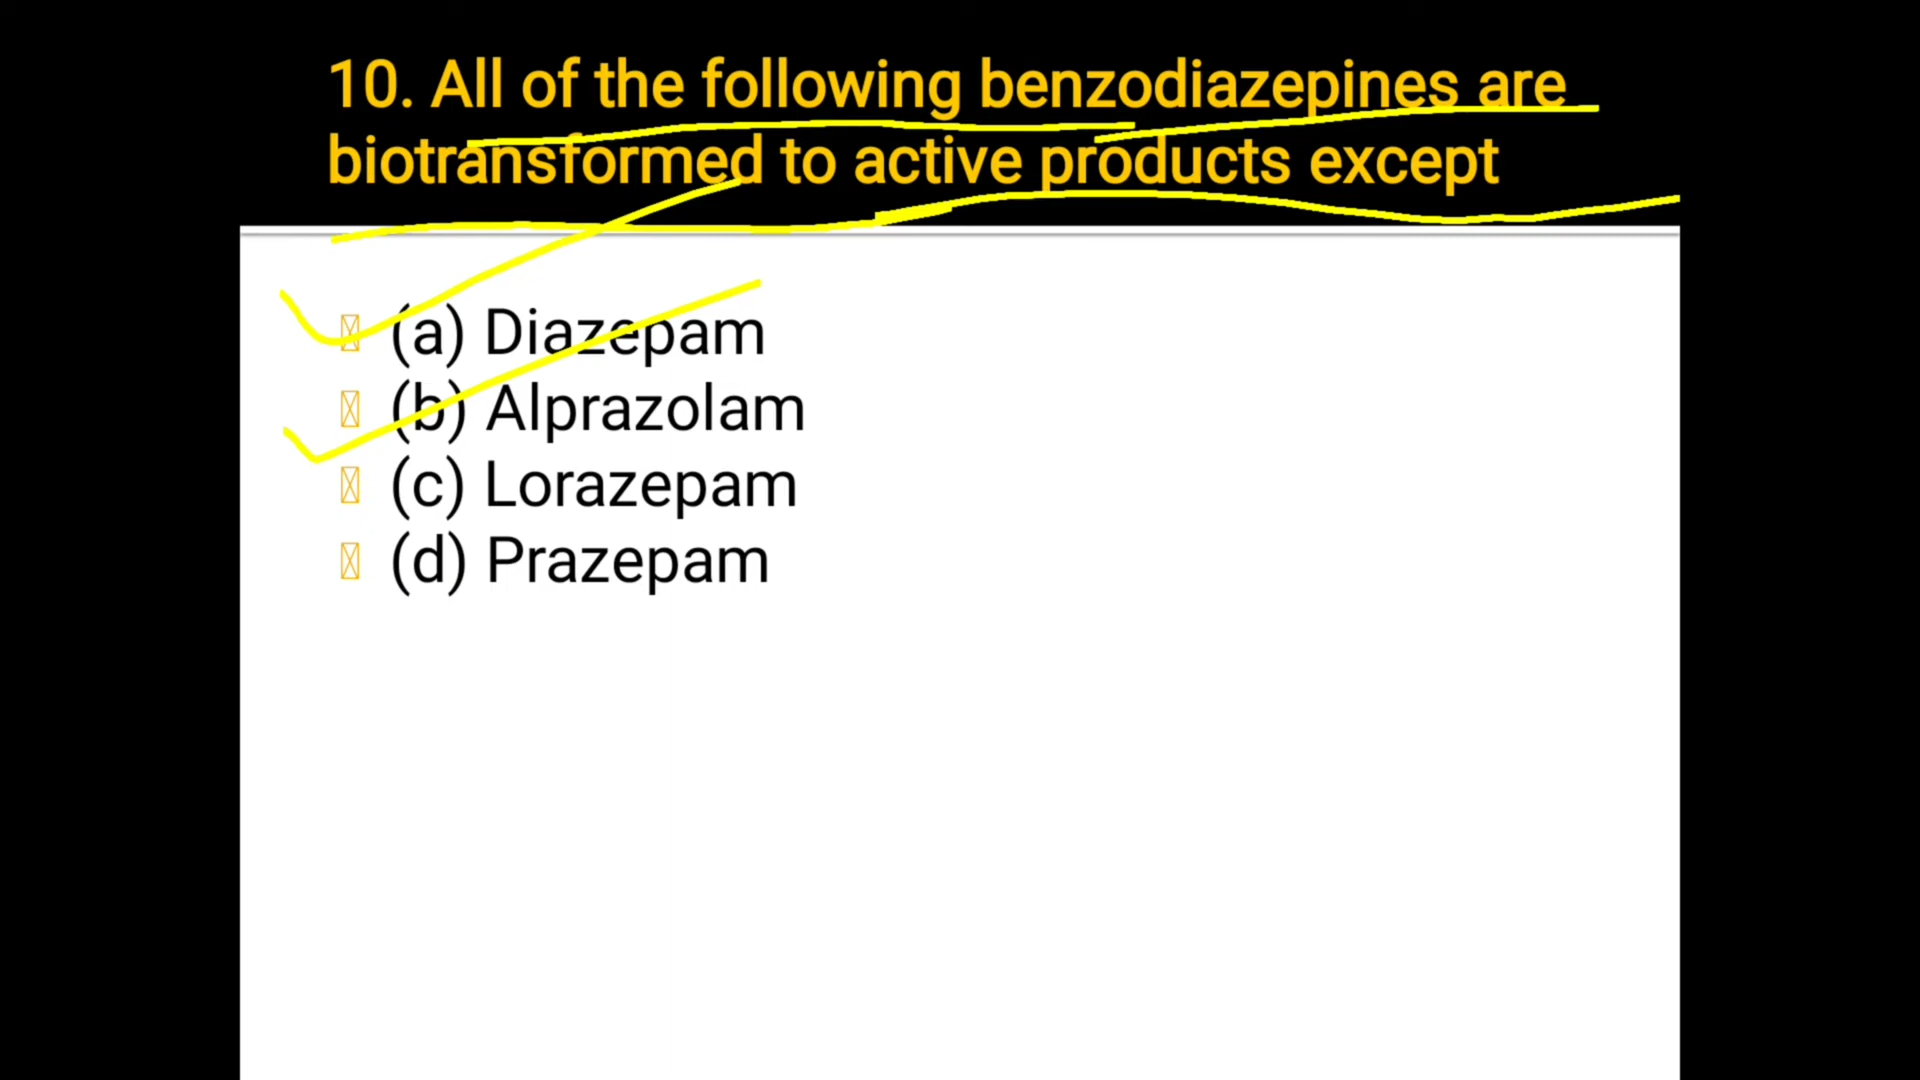 10. All of the following benzodiazepines are
biotransformed to active products except
(a) Diazepam
(b) Alprazolam
(c) Lorazepam
(d) Prazepam